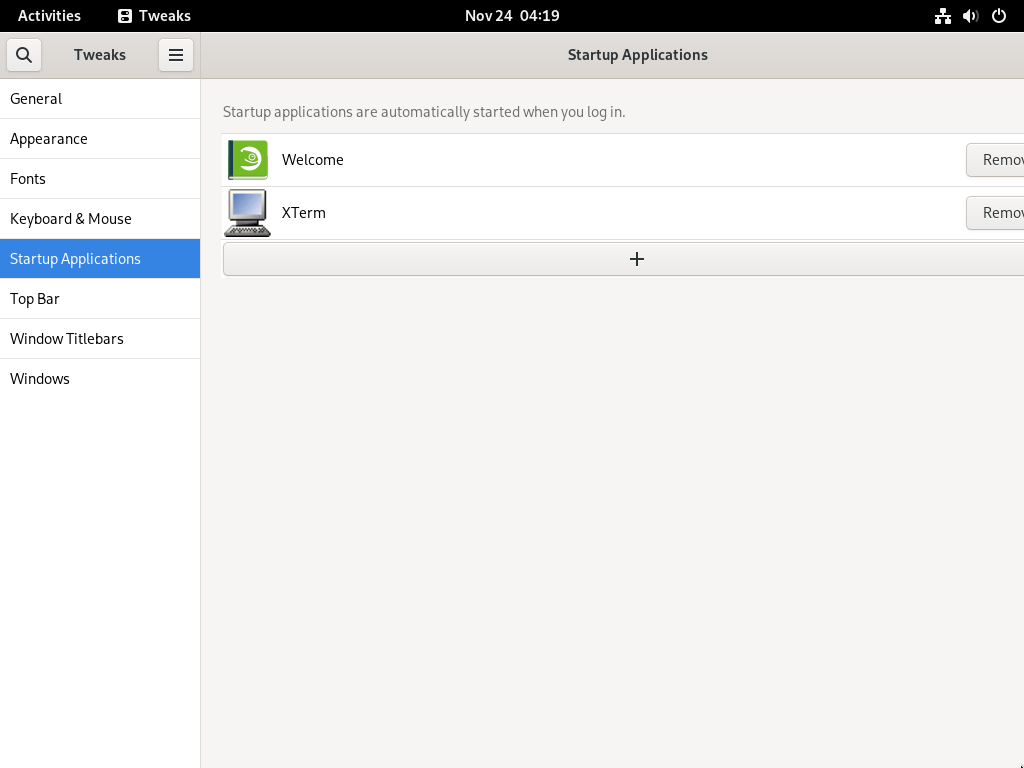 Activities
Tweaks
Nov 24 04:19
Tweaks
Startup Applications
General
Appearance
Fonts
Keyboard & Mouse
Startup Applications
Top Bar
Window Titlebars
Windows
Startup applications are automatically started when you log in.
Welcome
Remov
XTerm
Remov